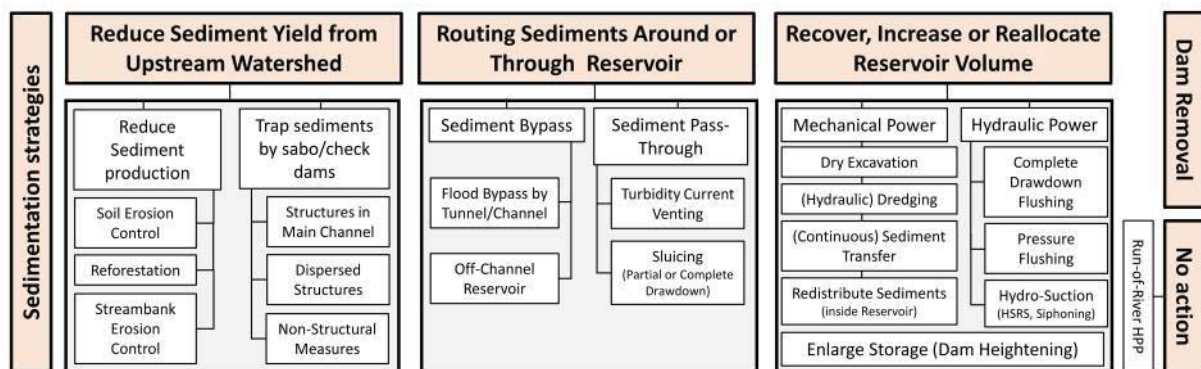 Sedimentation strategies
Reduce Sediment Yield from
Upstream Watershed
Reduce
Sediment
production
Soil Erosion
Control
Reforestation
Streambank
Erosion
Control
Trap sediments
by sabo/check
dams
Structures in
Main Channel
Dispersed
Structures
Non-Structural
Measures
Routing Sediments Around or
Through Reservoir
Sediment Bypass
Flood Bypass by
Tunnel/Channel
Off-Channel
Reservoir
Sediment Pass-
Through
Turbidity Current
Venting
Sluicing
(Partial or Complete
Drawdown)
Recover, Increase or Reallocate
Reservoir Volume
Mechanical Power
Dry Excavation
(Hydraulic) Dredging
(Continuous) Sediment
Transfer
Redistribute Sediments
(inside Reservoir)
Hydraulic Power
Complete
Drawdown
Flushing
Pressure
Flushing
Hydro-Suction
(HSRS, Siphoning)
Enlarge Storage (Dam Heightening)
Dam Removal
Run-of-River HPP
No action